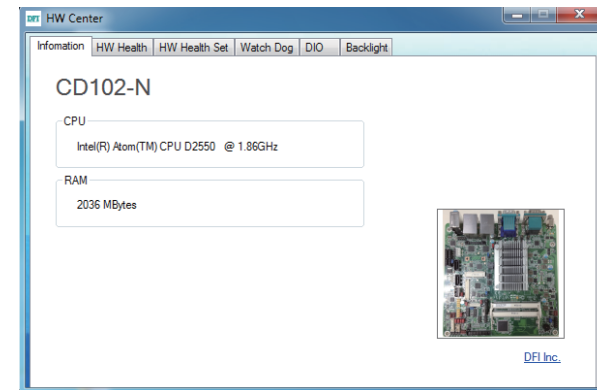 DFI HW Center
Infomation HW Health HW Health Set Watch Dog DIO Backlight
CD102-N
CPU
Intel(R) Atom(TM) CPU D2550 @ 1.86GHz
RAM
2036 MBytes
DFI Inc.